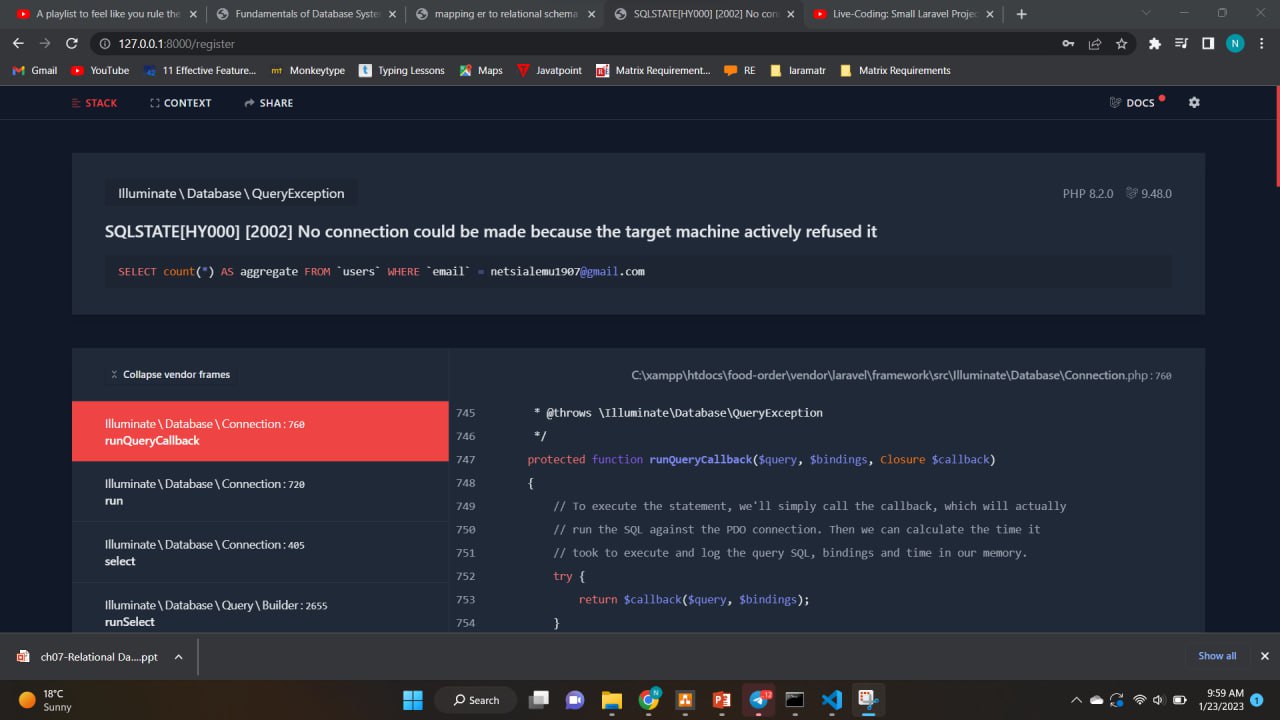 A playlist to feel like you rule the
Fundamentals of Database Syste
mapping er to relational schema
SQLSTATE[HY000] [2002] No con
Live-Coding: Small Laravel Projec
127.0.0.1:8000/register
N
Gmail
YouTube
11 Effective Feature...
mt Monkeytype
Typing Lessons
Maps
Javatpoint
Matrix Requirement...
RE
laramatr
Matrix Requirements
STACK
CONTEXT
SHARE
DOCS
Illuminate \ Database \ QueryException
PHP 8.2.0
9.48.0
SQLSTATE[HY000] [2002] No connection could be made because the target machine actively refused it
SELECT count(*) AS aggregate FROM `users` WHERE `email` = netsialemu1907@gmail.com
Collapse vendor frames
C:\xampp\htdocs\food-order\vendor\laravel\framework\src\Illuminate\Database\Connection.php : 760
Illuminate \ Database \ Connection : 760
runQueryCallback
Illuminate \ Database \ Connection : 720
run
Illuminate \ Database \ Connection : 405
select
Illuminate \ Database \ Query \ Builder : 2655
runSelect
745 * @throws \Illuminate\Database\QueryException
746 */
747 protected function runQueryCallback($query, $bindings, Closure $callback)
748 {
749 // To execute the statement, we'll simply call the callback, which will actually
750 // run the SQL against the PDO connection. Then we can calculate the time it
751 // took to execute and log the query SQL, bindings and time in our memory.
752 try {
753 return $callback($query, $bindings);
754 }
ch07-Relational Da....ppt
Show all
18°C
Sunny
Search
N
12
9:59 AM
1/23/2023
1